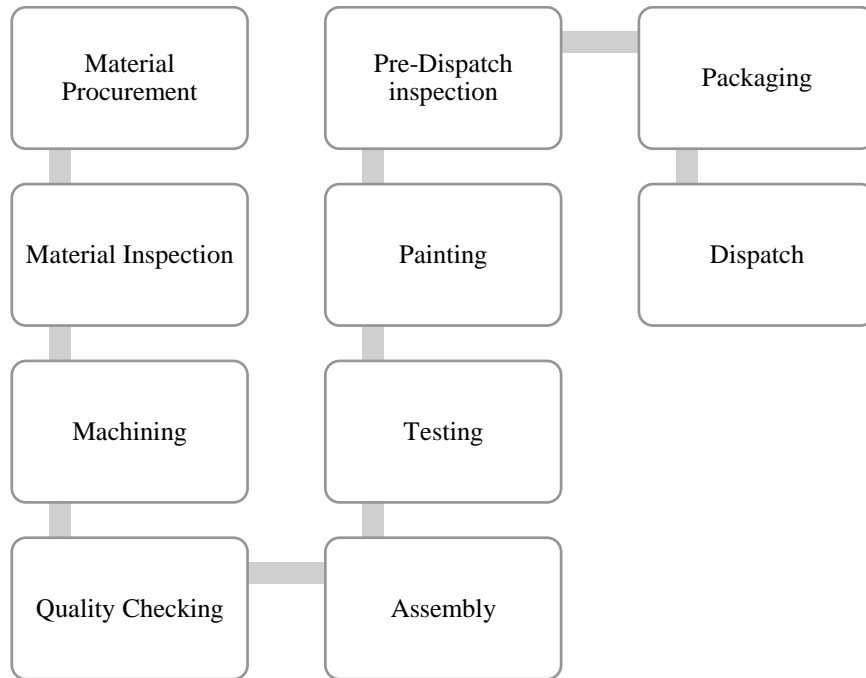 Material
Procurement
Material Inspection
Machining
Quality Checking
Assembly
Testing
Painting
Pre-Dispatch
inspection
Packaging
Dispatch